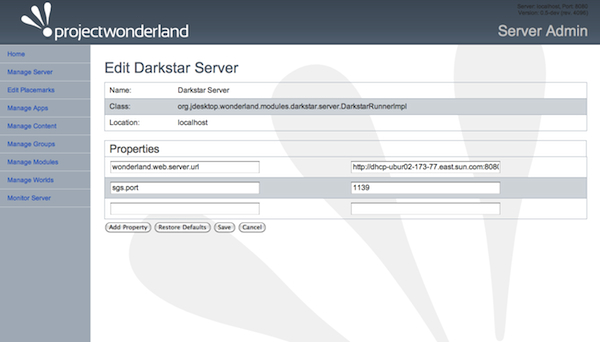 Server: localhost, Port: 8080
Version: 0.5-dev (rev.
projectwonderland
Server Admin
Home
Manage Server
Edit Placemarks
Manage Apps
Manage Content
Manage Groups
Manage Modules
Manage Worlds
Monitor Server
Edit Darkstar Server
Name: Darkstar Server
Class: org.jdesktop.wonderland.modules.darkstar.server.DarkstarRunnerImpl
Location: localhost
Properties
wonderland.web.server.url http://dhcp-ubur02-173-77.east.sun.com:8080
sgs.port 1139
Add Property Restore Defaults Save Cancel